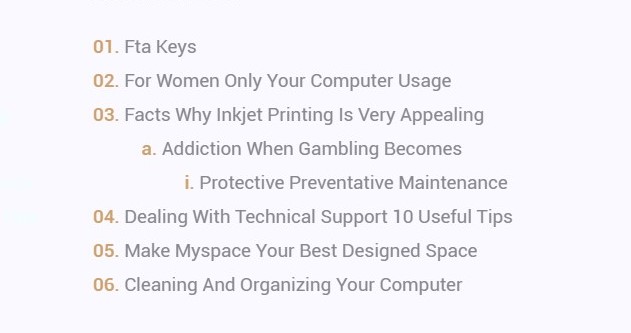 01. Fta Keys
02. For Women Only Your Computer Usage
03. Facts Why Inkjet Printing Is Very Appealing
a. Addiction When Gambling Becomes
i. Protective Preventative Maintenance
04. Dealing With Technical Support 10 Useful Tips
05. Make Myspace Your Best Designed Space
06. Cleaning And Organizing Your Computer